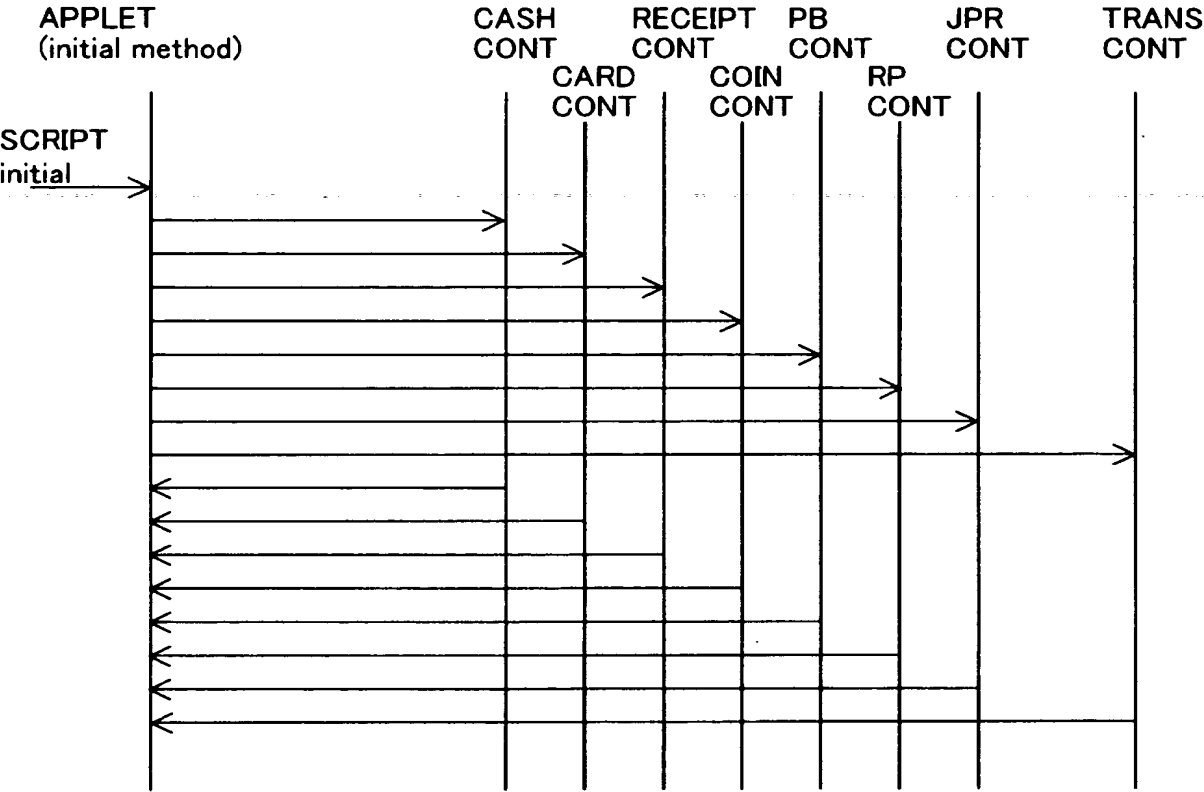 APPLET
(initial method)
CASH
CONT
RECEIPT
CONT
PB
CONT
JPR
CONT
TRANS
CONT
CARD
CONT
COIN
CONT
RP
CONT
SCRIPT
initial